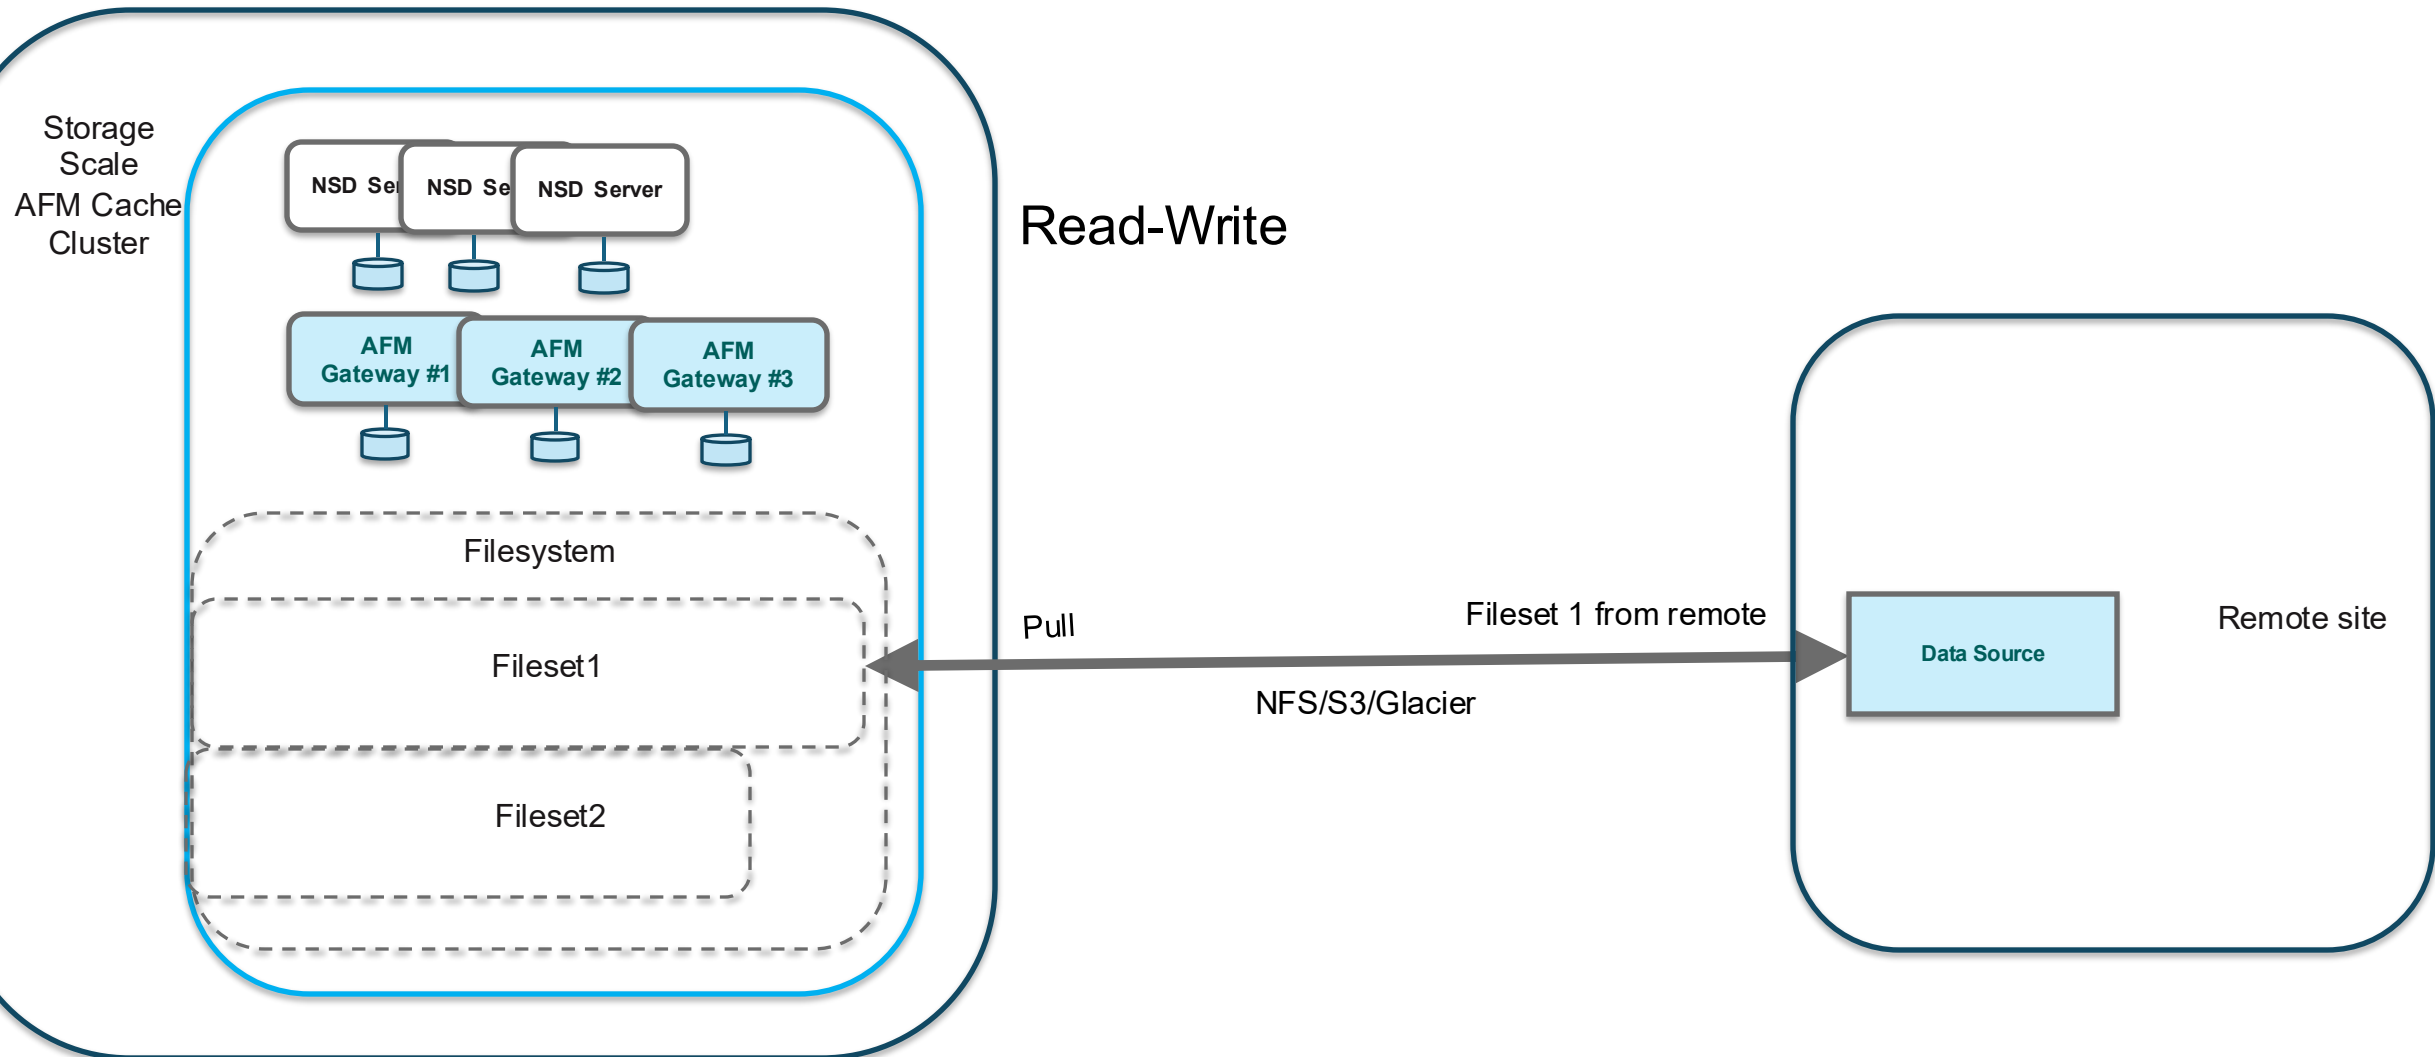 Storage
Scale
AFM Cache
Cluster
NSD Ser
NSD Se
NSD Server
AFM
Gateway #1
AFM
Gateway #2
AFM
Gateway #3
Read-Write
Filesystem
Fileset1
Fileset2
Pull
Fileset 1 from remote
NFS/S3/Glacier
Data Source
Remote site